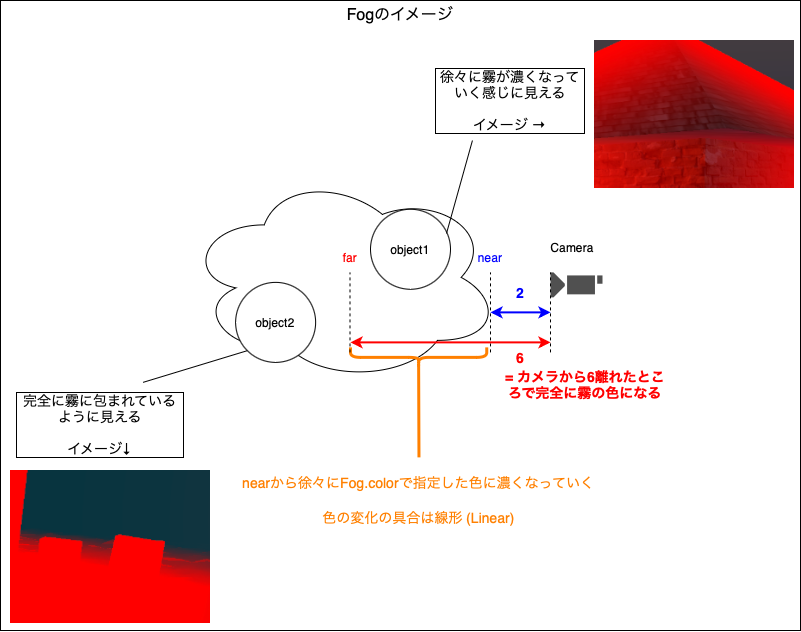 Fogのイメージ
徐々に霧が濃くなって
いく感じに見える
イメージ →
Camera
object1
far
near
2
object2
6
= カメラから6離れたとこ
ろで完全に霧の色になる
完全に霧に包まれている
ように見える
イメージ↓
nearから徐々にFog.colorで指定した色に濃くなっていく
色の変化の具合は線形 (Linear)